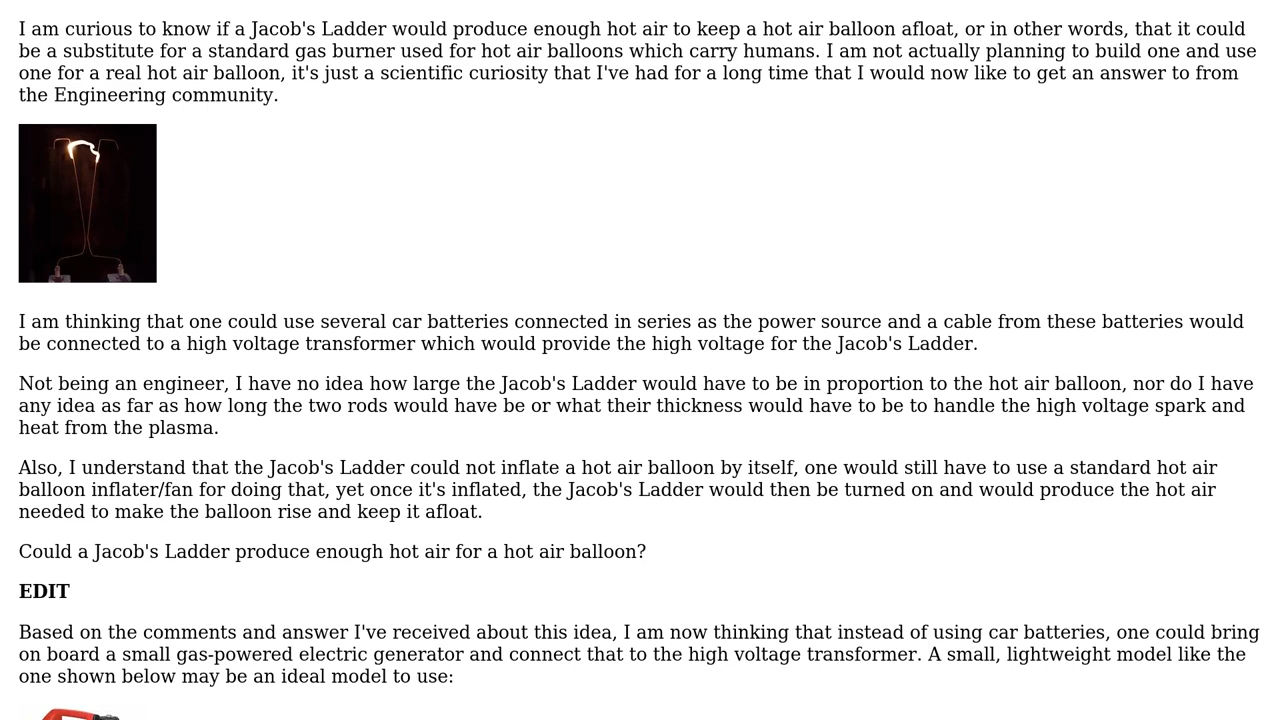 I am curious to know if a Jacob's Ladder would produce enough hot air to keep a hot air balloon afloat, or in other words, that it could
be a substitute for a standard gas burner used for hot air balloons which carry humans. I am not actually planning to build one and use
one for a real hot air balloon, it's just a scientific curiosity that I've had for a long time that I would now like to get an answer to from
the Engineering community.
I am thinking that one could use several car batteries connected in series as the power source and a cable from these batteries would
be connected to a high voltage transformer which would provide the high voltage for the Jacob's Ladder.
Not being an engineer, I have no idea how large the Jacob's Ladder would have to be in proportion to the hot air balloon, nor do I have
any idea as far as how long the two rods would have be or what their thickness would have to be to handle the high voltage spark and
heat from the plasma.
Also, I understand that the Jacob's Ladder could not inflate a hot air balloon by itself, one would still have to use a standard hot air
balloon inflater/fan for doing that, yet once it's inflated, the Jacob's Ladder would then be turned on and would produce the hot air
needed to make the balloon rise and keep it afloat.
Could a Jacob's Ladder produce enough hot air for a hot air balloon?
EDIT
Based on the comments and answer I've received about this idea, I am now thinking that instead of using car batteries, one could bring
on board a small gas-powered electric generator and connect that to the high voltage transformer. A small, lightweight model like the
one shown below may be an ideal model to use: